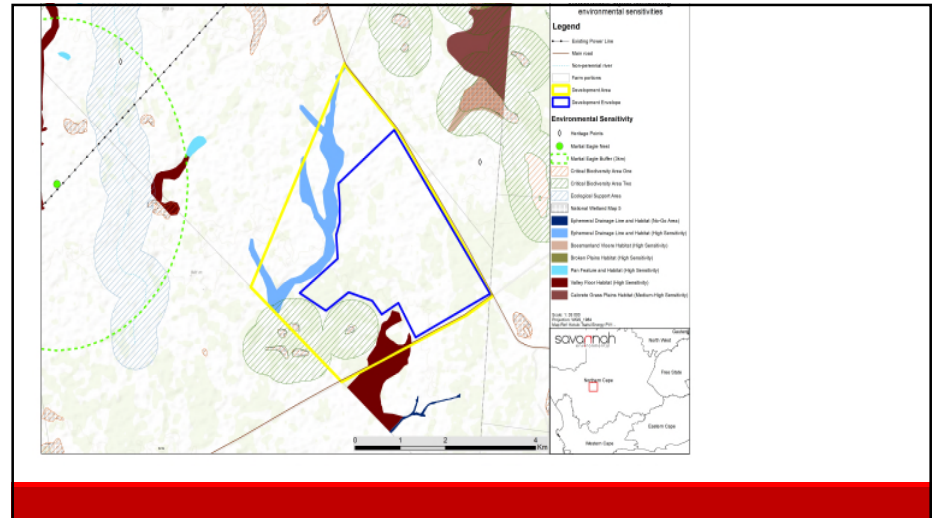 environmental sensitivities
Legend
Existing Power Line
Main road
Non-perennial river
Farm portions
Development Area
Development Envelope
Environmental Sensitivity
Heritage Points
Martial Eagle Nest
Martial Eagle Buffer (3km)
Critical Biodiversity Area One
Critical Biodiversity Area Two
Ecological Support Area
National Wetland Map 5
Ephemeral Drainage Line and Habitat (No-Go Area)
Ephemeral Drainage Line and Habitat (High Sensitivity)
Bossmanland Vloere Habitat (High Sensitivity)
Broken Plains Habitat (High Sensitivity)
Pan Feature and Habitat (High Sensitivity)
Valley Floor Habitat (High Sensitivity)
Calcrete Grass Plains Habitat (Medium-High Sensitivity)
Projection:
savannah
environmental
North West
Free State
Northern Cape
Eastern Cape
Western Cape
0 1 2 4
Km